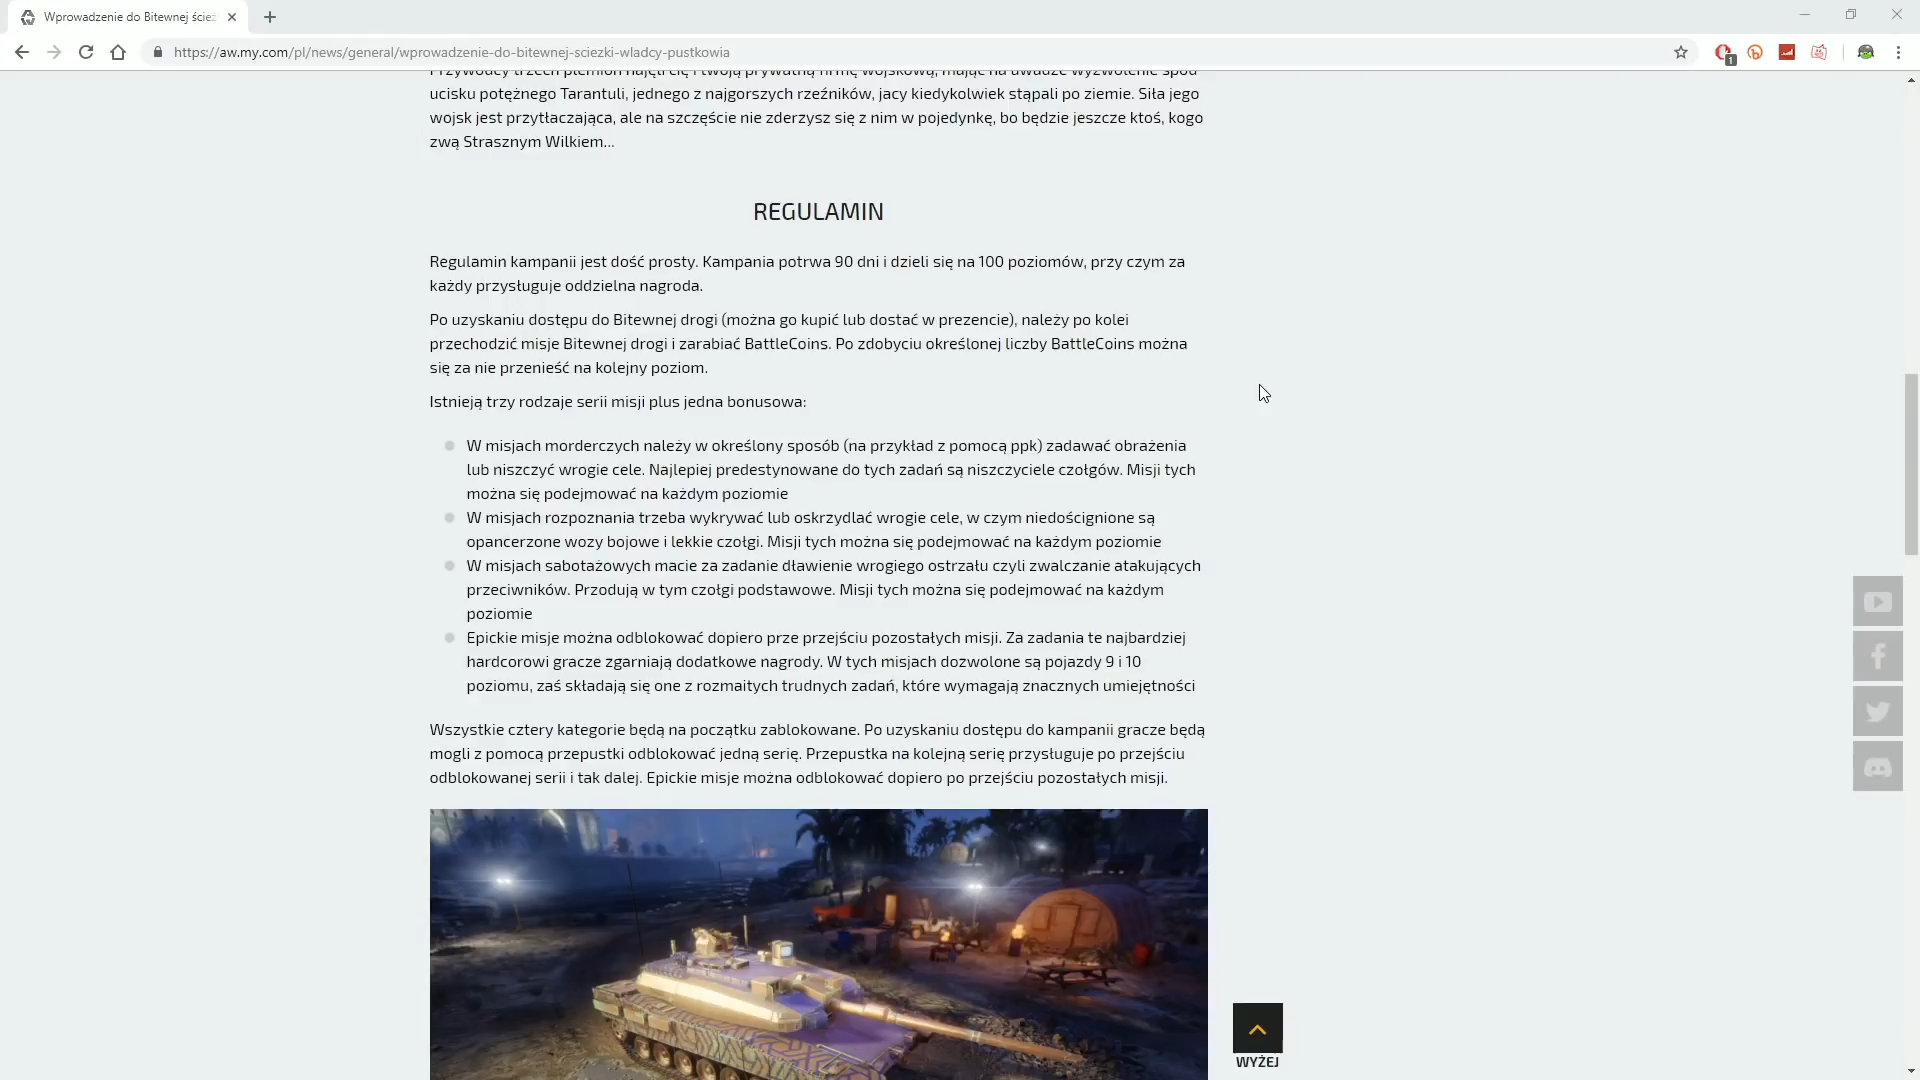 Wprowadzenie do Bitewnej ścież
https://aw.my.com/pl/news/general/wprowadzenie-do-bitewnej-sciezki-wladcy-pustkowia
1
Przywódcy trzech plemion najęli cię i twoją prywatną firmę wojskową, mając na uwadze wyzwolenie spod
ucisku potężnego Tarantuli, jednego z najgorszych rzeźników, jacy kiedykolwiek stąpali po ziemie. Siła jego
wojsk jest przytłaczająca, ale na szczęście nie zderzysz się z nim w pojedynkę, bo będzie jeszcze ktoś, kogo
zwą Strasznym Wilkiem...
REGULAMIN
Regulamin kampanii jest dość prosty. Kampania potrwa 90 dni i dzieli się na 100 poziomów, przy czym za
każdy przysługuje oddzielna nagroda.
Po uzyskaniu dostępu do Bitewnej drogi (można go kupić lub dostać w prezencie), należy po kolei
przechodzić misje Bitewnej drogi i zarabiać BattleCoins. Po zdobyciu określonej liczby BattleCoins można
się za nie przenieść na kolejny poziom.
Istnieją trzy rodzaje serii misji plus jedna bonusowa:
W misjach morderczych należy w określony sposób (na przykład z pomocą ppk) zadawać obrażenia
lub niszczyć wrogie cele. Najlepiej predestynowane do tych zadań są niszczyciele czołgów. Misji tych
można się podejmować na każdym poziomie
W misjach rozpoznania trzeba wykrywać lub oskrzydlać wrogie cele, w czym niedoścignione są
opancerzone wozy bojowe i lekkie czołgi. Misji tych można się podejmować na każdym poziomie
W misjach sabotażowych macie za zadanie dławienie wrogiego ostrzału czyli zwalczanie atakujących
przeciwników. Przodują w tym czołgi podstawowe. Misji tych można się podejmować na każdym
poziomie
Epickie misje można odblokować dopiero prze przejściu pozostałych misji. Za zadania te najbardziej
hardcorowi gracze zgarniają dodatkowe nagrody. W tych misjach dozwolone są pojazdy 9 i 10
poziomu, zaś składają się one z rozmaitych trudnych zadań, które wymagają znacznych umiejętności
Wszystkie cztery kategorie będą na początku zablokowane. Po uzyskaniu dostępu do kampanii gracze będą
mogli z pomocą przepustki odblokować jedną serię. Przepustka na kolejną serię przysługuje po przejściu
odblokowanej serii i tak dalej. Epickie misje można odblokować dopiero po przejściu pozostałych misji.
WYŻEJ